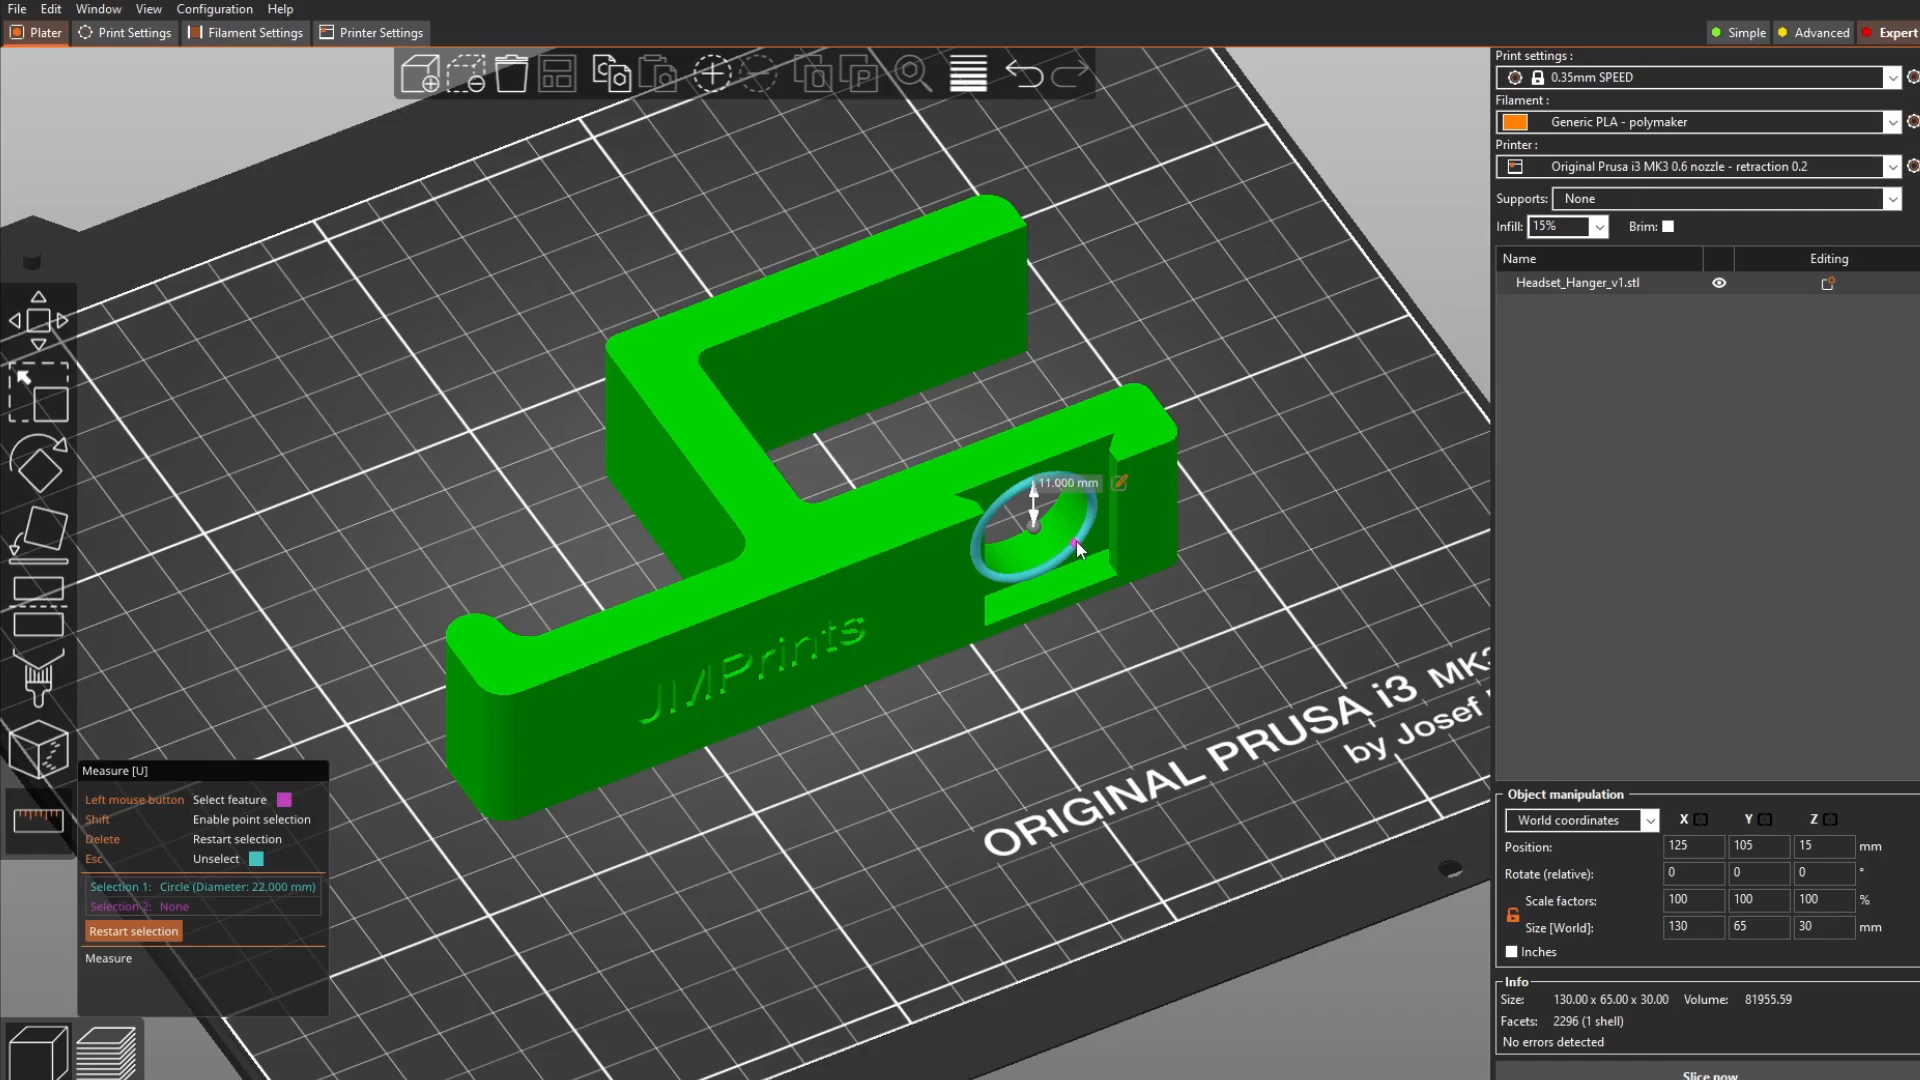 File Edit Window View Configuration Help
Plater Print Settings Filament Settings Printer Settings
Simple Advanced Expert
Print settings :
0.35mm SPEED
Filament :
Generic PLA - polymaker
Printer :
Original Prusa i3 MK3 0.6 nozzle - retraction 0.2
Supports: None
Infill: 15% Brim:
Name Editing
Headset_Hanger_v1.stl
11.000 mm
JMPrints
ORIGINAL PRUSA i3 MK3
by Josef
Measure [U]
Left mouse button Select feature
Shift Enable point selection
Delete Restart selection
Esc Unselect
Selection 1: Circle (Diameter: 22.000 mm)
Selection 2: None
Restart selection
Measure
Object manipulation
World coordinates X Y Z
Position: 125 105 15 mm
Rotate (relative): 0 0 0 °
Scale factors: 100 100 100 %
Size [World]: 130 65 30 mm
Inches
Info
Size: 130.00 x 65.00 x 30.00 Volume: 81955.59
Facets: 2296 (1 shell)
No errors detected
Slice now